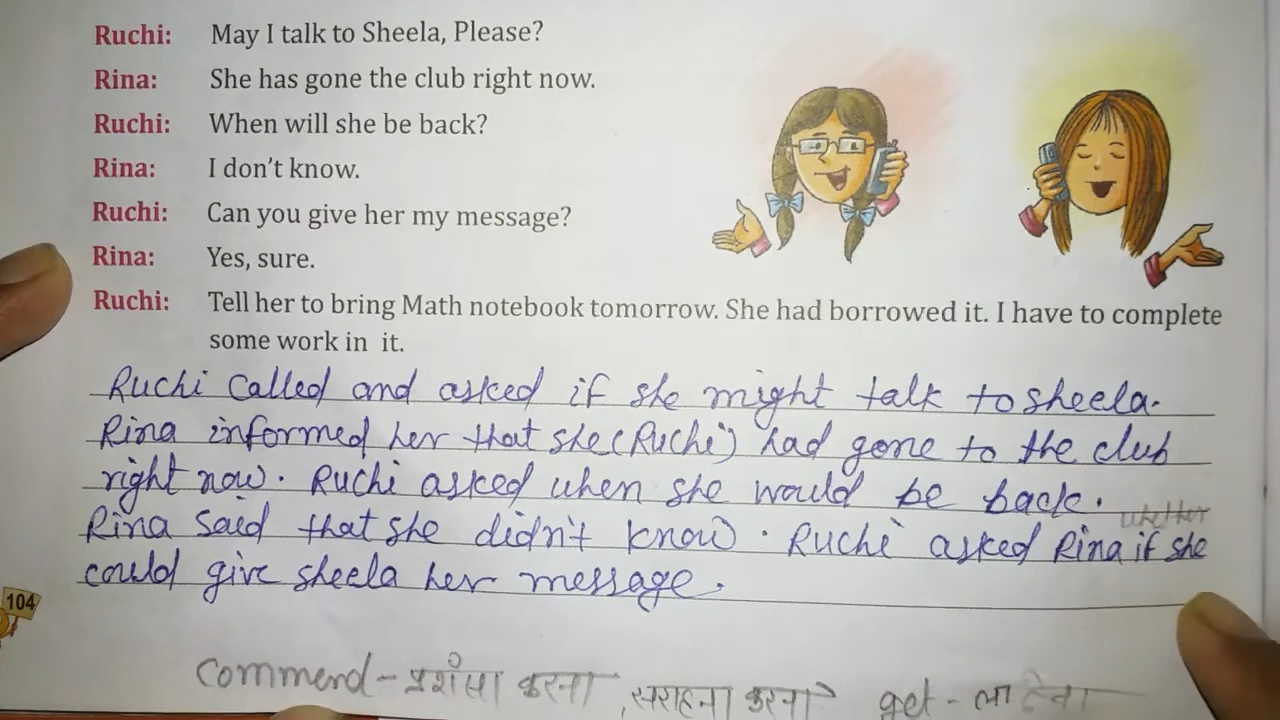 Ruchi: May I talk to Sheela, Please?
Rina: She has gone the club right now.
Ruchi: When will she be back?
Rina: I don't know.
Ruchi: Can you give her my message?
Rina: Yes, sure.
Ruchi: Tell her to bring Math notebook tomorrow. She had borrowed it. I have to complete
some work in it.
Ruchi called and asked if she might talk to sheela.
Rina informed her that she (Ruchi) had gone to the club
right now. Ruchi asked when she would be back.
whether
Rina said that she didn't know. Ruchi asked Rina if she
could give sheela her message.
104
commend - प्रशंसा करना, सराहना करना get - ला देना